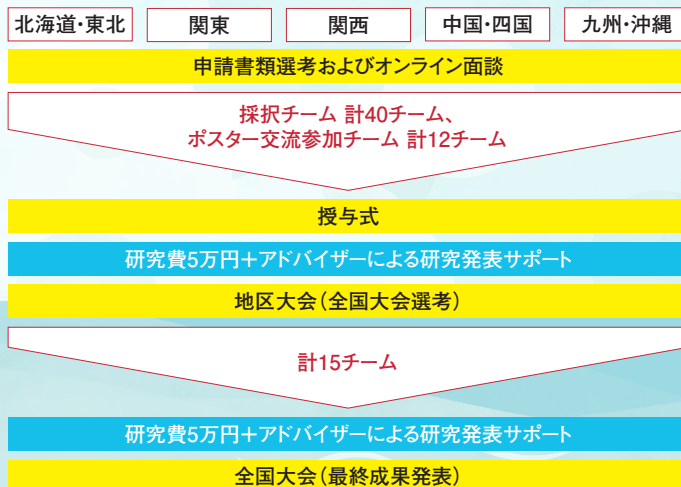 北海道・東北
関東
関西
中国・四国
九州・沖縄
申請書類選考およびオンライン面談
採択チーム 計40チーム、
ポスター交流参加チーム 計12チーム
授与式
研究費5万円＋アドバイザーによる研究発表サポート
地区大会（全国大会選考）
計15チーム
研究費5万円＋アドバイザーによる研究発表サポート
全国大会（最終成果発表）